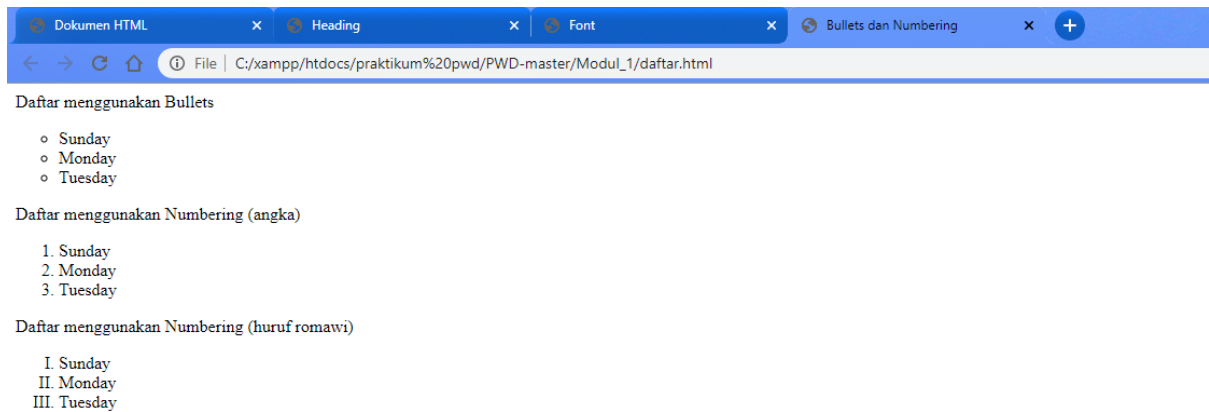 Dokumen HTML
Heading
Font
Bullets dan Numbering
File | C:/xampp/htdocs/praktikum%20pwd/PWD-master/Modul_1/daftar.html
Daftar menggunakan Bullets
Sunday
Monday
Tuesday
Daftar menggunakan Numbering (angka)
1. Sunday
2. Monday
3. Tuesday
Daftar menggunakan Numbering (huruf romawi)
I. Sunday
II. Monday
III. Tuesday